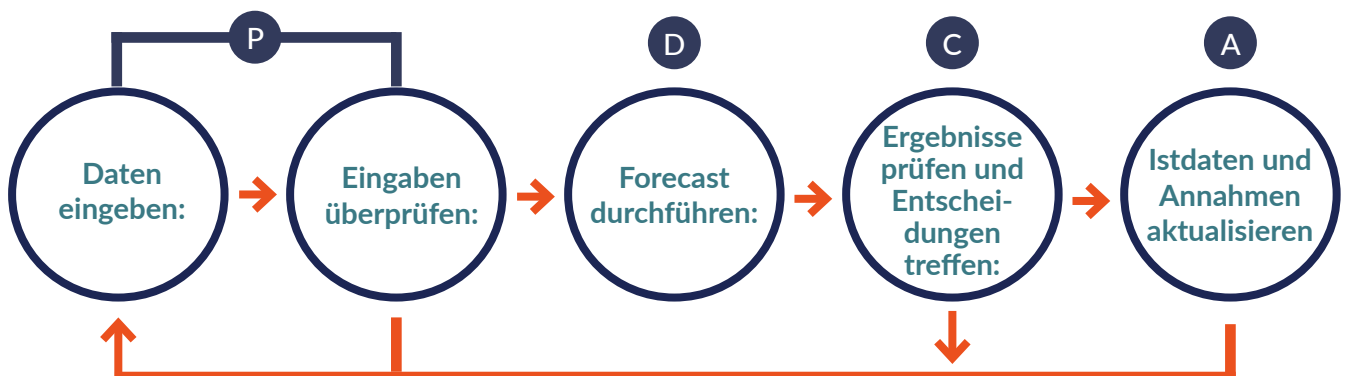 P
D
C
A
Daten
eingeben:
Eingaben
überprüfen:
Forecast
durchführen:
Ergebnisse
prüfen und
Entschei-
dungen
treffen:
Istdaten und
Annahmen
aktualisieren